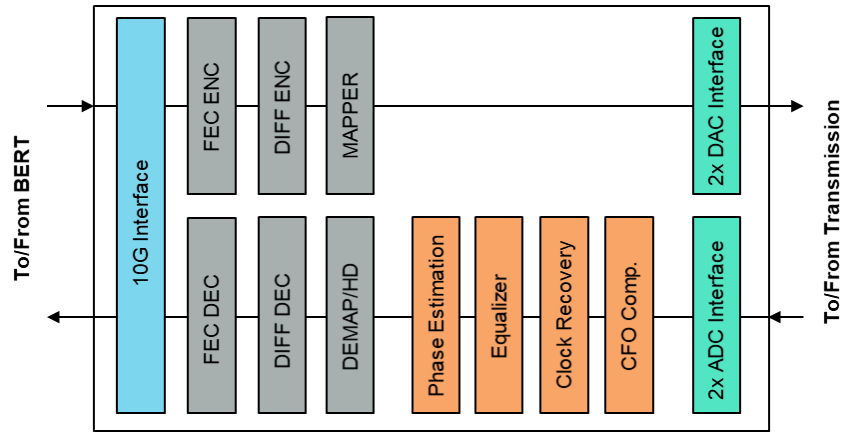 To/From BERT
10G Interface
FEC ENC
DIFF ENC
MAPPER
2x DAC Interface
FEC DEC
DIFF DEC
DEMAP/HD
Phase Estimation
Equalizer
Clock Recovery
CFO Comp.
2x ADC Interface
To/From Transmission